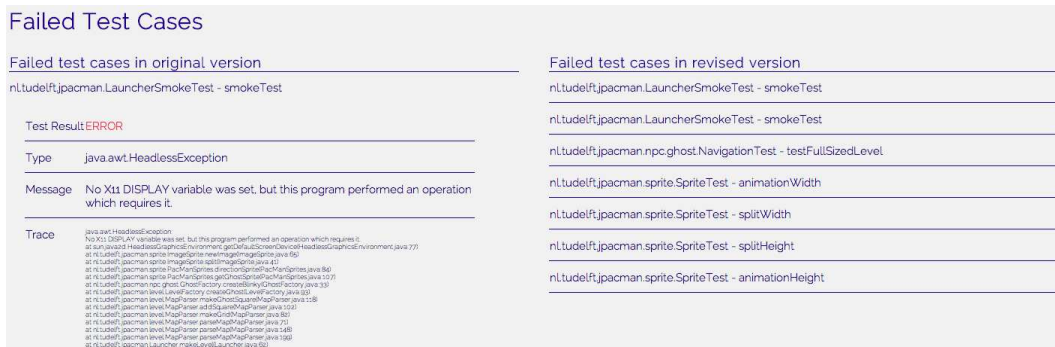 Failed Test Cases
Failed test cases in original version
nl.tudelft.jpacman.LauncherSmokeTest - smokeTest
Test Result ERROR
Type java.awt.HeadlessException
Message No X11 DISPLAY variable was set, but this program performed an operation
which requires it.
Trace java.awt.HeadlessException
No X11 DISPLAY variable was set, but this program performed an operation which requires it.
at sun.java2d.HeadlessGraphicsEnvironment.getDefaultScreenDevice(HeadlessGraphicsEnvironment.java:77)
at nl.tudelft.jpacman.sprite.ImageSprite.newImage(ImageSprite.java:65)
at nl.tudelft.jpacman.sprite.ImageSprite.split(ImageSprite.java:41)
at nl.tudelft.jpacman.sprite.PacManSprites.directionSprite(PacManSprites.java:84)
at nl.tudelft.jpacman.sprite.PacManSprites.getGhostSprite(PacManSprites.java:107)
at nl.tudelft.jpacman.npc.ghost.GhostFactory.createBlinky(GhostFactory.java:33)
at nl.tudelft.jpacman.level.LevelFactory.createGhost(LevelFactory.java:93)
at nl.tudelft.jpacman.level.MapParser.makeGhostSquare(MapParser.java:118)
at nl.tudelft.jpacman.level.MapParser.addSquare(MapParser.java:102)
at nl.tudelft.jpacman.level.MapParser.makeGrid(MapParser.java:82)
at nl.tudelft.jpacman.level.MapParser.parseMap(MapParser.java:71)
at nl.tudelft.jpacman.level.MapParser.parseMap(MapParser.java:148)
at nl.tudelft.jpacman.level.MapParser.parseMap(MapParser.java:199)
at nl.tudelft.jpacman.Launcher.makeLevel(Launcher.java:62)
Failed test cases in revised version
nl.tudelft.jpacman.LauncherSmokeTest - smokeTest
nl.tudelft.jpacman.LauncherSmokeTest - smokeTest
nl.tudelft.jpacman.npc.ghost.NavigationTest - testFullSizedLevel
nl.tudelft.jpacman.sprite.SpriteTest - animationWidth
nl.tudelft.jpacman.sprite.SpriteTest - splitWidth
nl.tudelft.jpacman.sprite.SpriteTest - splitHeight
nl.tudelft.jpacman.sprite.SpriteTest - animationHeight